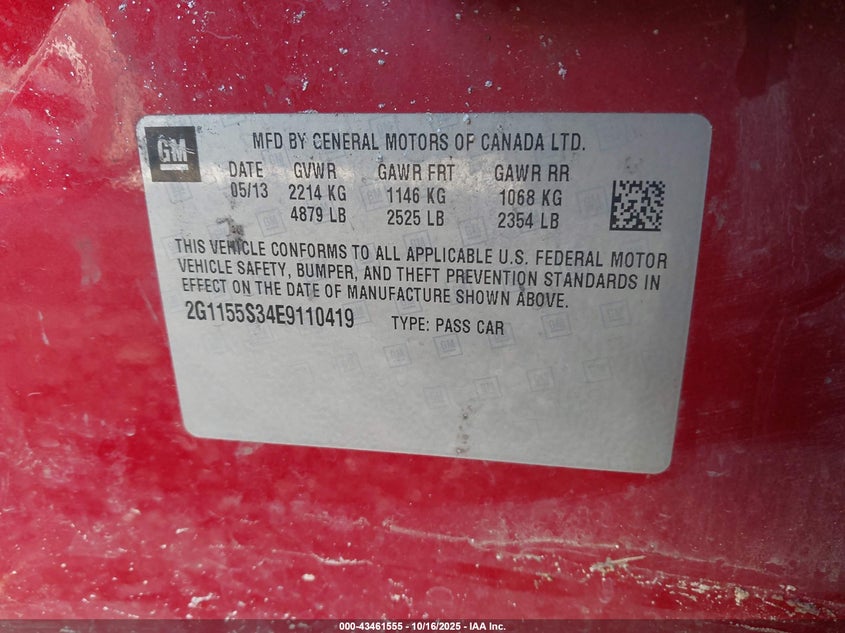 GM
MFD BY GENERAL MOTORS OF CANADA LTD.
DATE GVWR GAWR FRT GAWR RR
05/13 2214 KG 1146 KG 1068 KG
4879 LB 2525 LB 2354 LB
THIS VEHICLE CONFORMS TO ALL APPLICABLE U.S. FEDERAL MOTOR
VEHICLE SAFETY, BUMPER, AND THEFT PREVENTION STANDARDS IN
EFFECT ON THE DATE OF MANUFACTURE SHOWN ABOVE.
2G1155S34E9110419 TYPE: PASS CAR
000-43461555 - 10/16/2025 - IAA Inc.